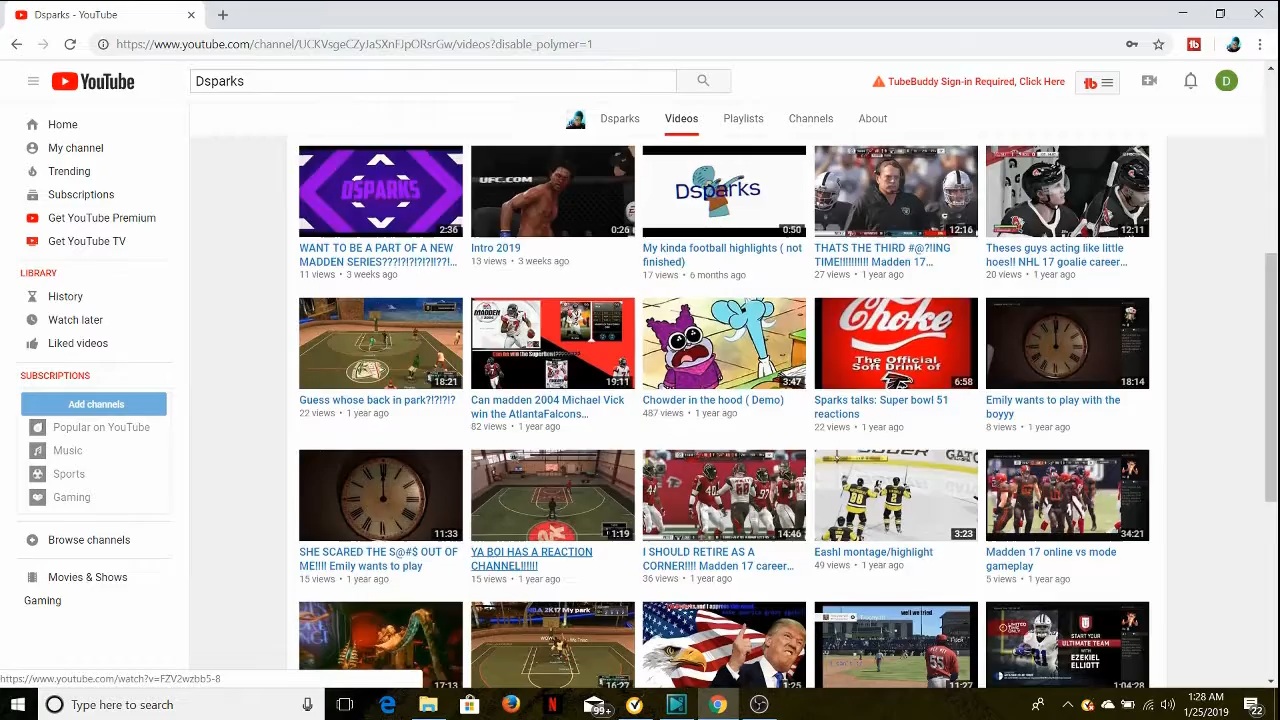 Dsparks - YouTube
https://www.youtube.com/channel/UCKVsgeCZyJaSXnFJpORsrGw/videos?disable_polymer=1
YouTube
Dsparks
TubeBuddy Sign-in Required, Click Here
tb
D
Dsparks
Videos
Playlists
Channels
About
Home
My channel
Trending
Subscriptions
Get YouTube Premium
Get YouTube TV
LIBRARY
History
Watch later
Liked videos
SUBSCRIPTIONS
Add channels
Popular on YouTube
Music
Sports
Gaming
Browse channels
Movies & Shows
Gaming
DSPARKS
2:36
WANT TO BE A PART OF A NEW
MADDEN SERIES???!?!?!?!!??!...
11 views • 3 weeks ago
UFC.COM
0:26
Intro 2019
13 views • 3 weeks ago
Dsparks
0:50
My kinda football highlights ( not
finished)
17 views • 6 months ago
12:16
THATS THE THIRD #@?!ING
TIME!!!!!!!!! Madden 17...
27 views • 1 year ago
12:11
Theses guys acting like little
hoes!! NHL 17 goalie career...
20 views • 1 year ago
18:21
Guess whose back in park?!?!?!?
22 views • 1 year ago
MADDEN
2004
19:11
Can madden 2004 Michael Vick
win the AtlantaFalcons...
82 views • 1 year ago
3:47
Chowder in the hood ( Demo)
487 views • 1 year ago
Choke
The Official
Soft Drink of
6:58
Sparks talks: Super bowl 51
reactions
22 views • 1 year ago
18:14
Emily wants to play with the
boyyy
8 views • 1 year ago
11:33
SHE SCARED THE S@#$ OUT OF
ME!!!! Emily wants to play
15 views • 1 year ago
1:19
YA BOI HAS A REACTION
CHANNEL!!!!!!
15 views • 1 year ago
14:46
I SHOULD RETIRE AS A
CORNER!!!! Madden 17 career...
36 views • 1 year ago
3:23
Eashl montage/highlight
49 views • 1 year ago
34:21
Madden 17 online vs mode
gameplay
5 views • 1 year ago
17:13
NBA 2K17 My park
WOW
1:25
well we tried
11:27
START YOUR
ULTIMATE TEAM
WITH
EZEKIEL
ELLIOTT
1:04:28
https://www.youtube.com/watch?v=FZV2wzbb5-8
Type here to search
99+
1:28 AM
1/25/2019
22